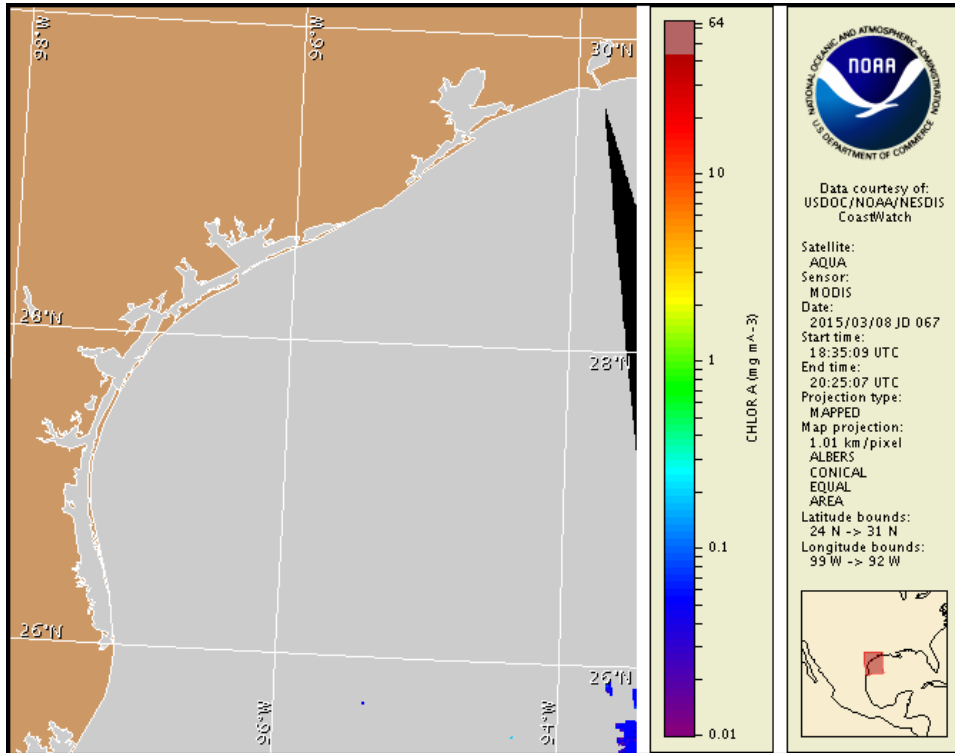 98°W
96°W
30°N
28°N
28°N
26°N
26°N
96°W
94°W
64
10
1
0.1
0.01
CHLOR A (mg m^-3)
NATIONAL OCEANIC AND ATMOSPHERIC ADMINISTRATION
NOAA
U.S. DEPARTMENT OF COMMERCE
Data courtesy of:
USDOC/NOAA/NESDIS
CoastWatch
Satellite:
AQUA
Sensor:
MODIS
Date:
2015/03/08 JD 067
Start time:
18:35:09 UTC
End time:
20:25:07 UTC
Projection type:
MAPPED
Map projection:
1.01 km/pixel
ALBERS
CONICAL
EQUAL
AREA
Latitude bounds:
24 N -> 31 N
Longitude bounds:
99 W -> 92 W